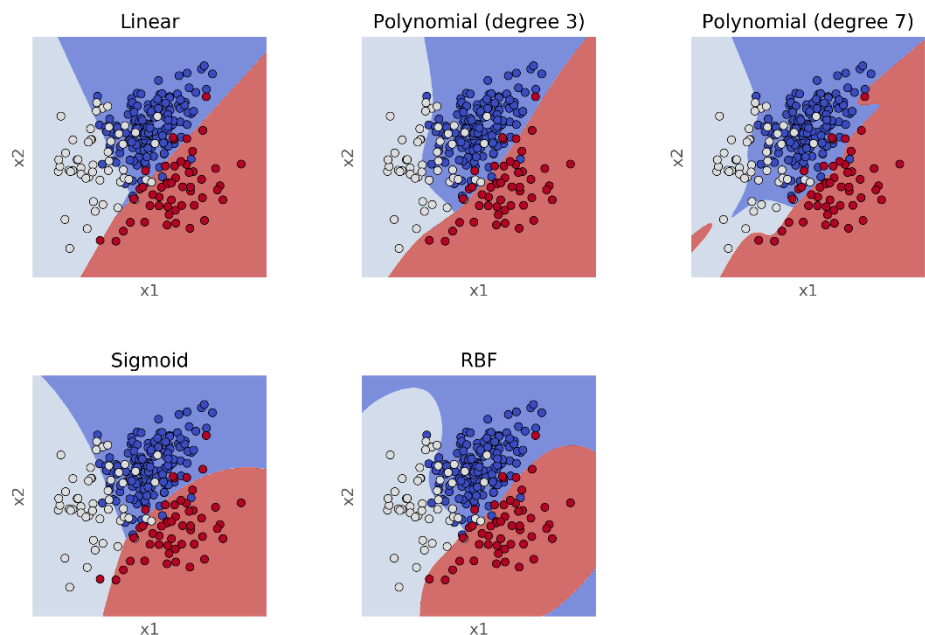 Linear
Polynomial (degree 3)
Polynomial (degree 7)
x2
x2
x2
x1
x1
x1
Sigmoid
RBF
x2
x2
x1
x1